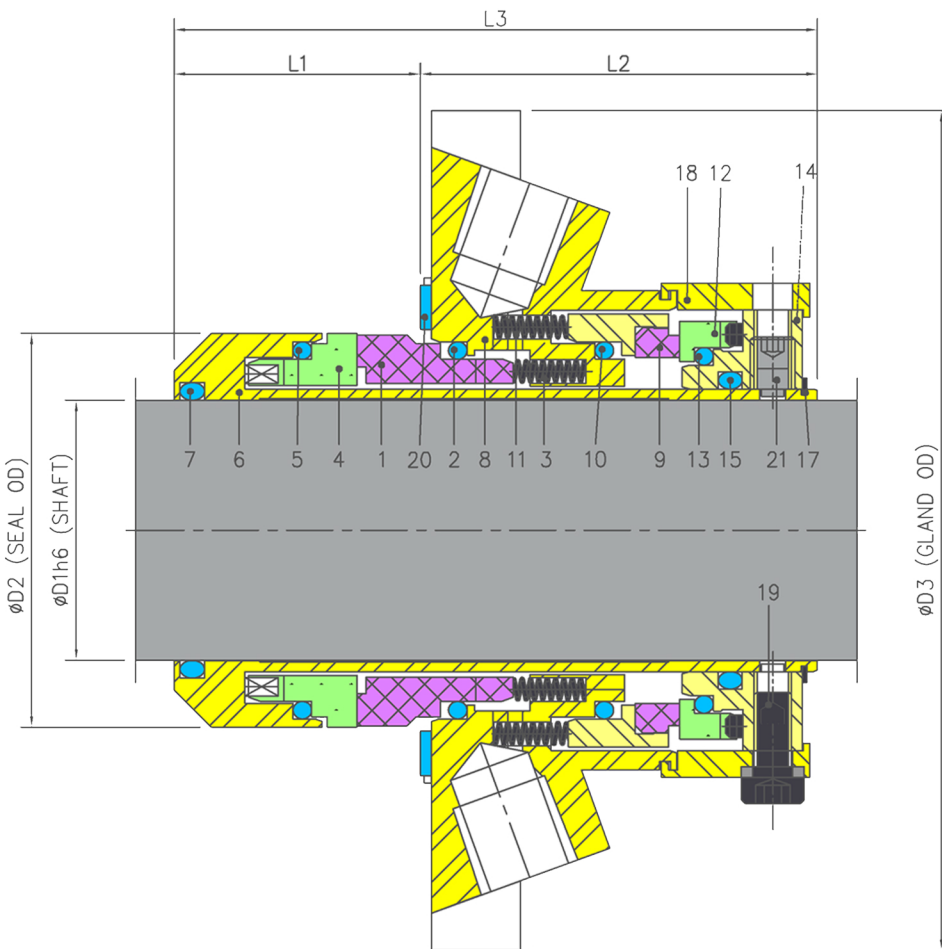 L3
L1
L2
18 12 14
7 6 5 4 1 20 2 8 11 3 10 9 13 15 21 17
øD2 (SEAL OD)
øD1h6 (SHAFT)
øD3 (GLAND OD)
19